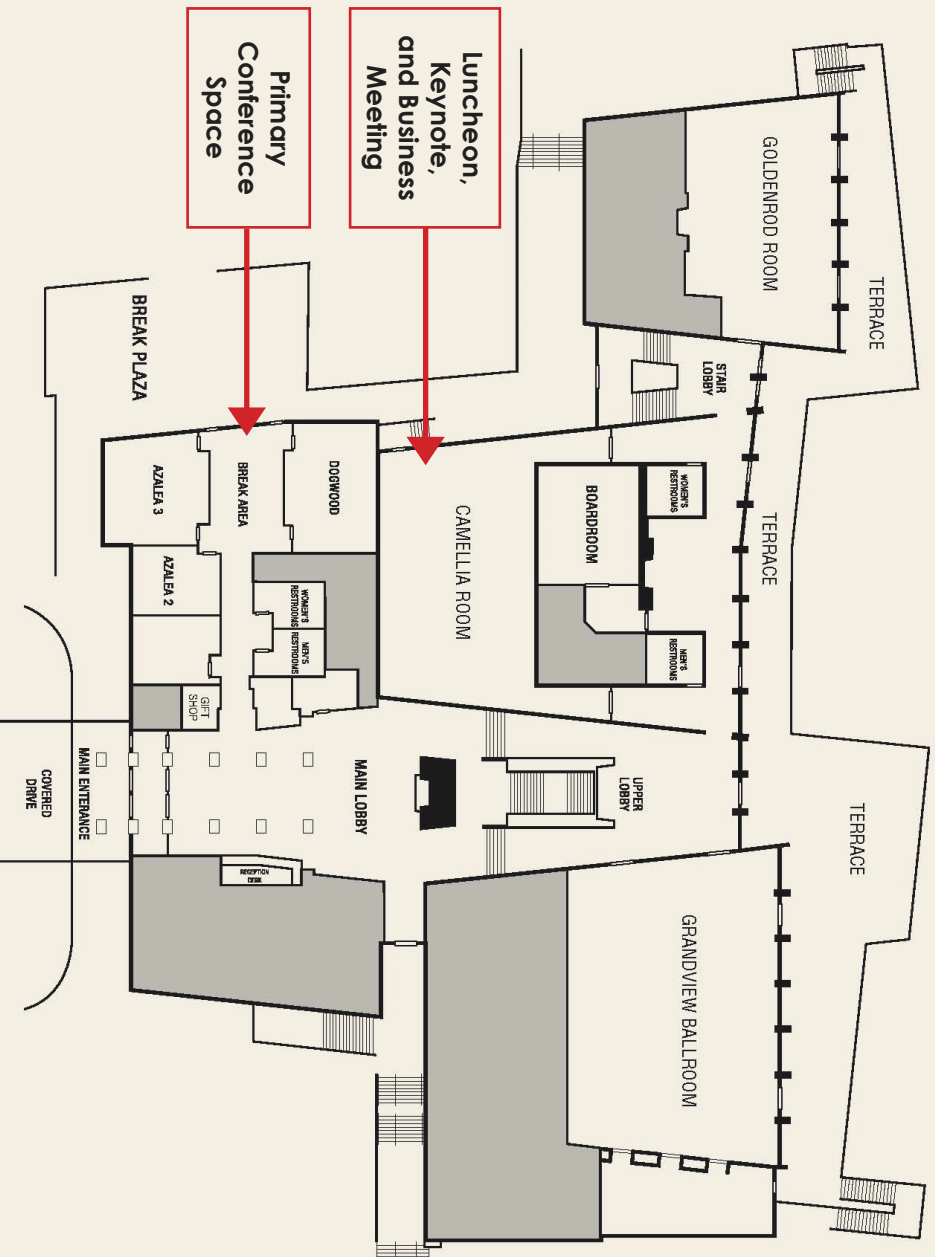 Luncheon,
Keynote,
and Business
Meeting
Primary
Conference
Space
GOLDENROD ROOM
TERRACE
STAIR
LOBBY
TERRACE
WOMEN'S
RESTROOMS
BOARDROOM
MEN'S
RESTROOMS
CAMELLIA ROOM
UPPER
LOBBY
TERRACE
GRANDVIEW BALLROOM
BREAK PLAZA
DOGWOOD
BREAK AREA
AZALEA 3
AZALEA 2
WOMEN'S
RESTROOMS
MEN'S
RESTROOMS
GIFT
SHOP
MAIN LOBBY
RECEPTION
DESK
MAIN ENTERANCE
COVERED
DRIVE